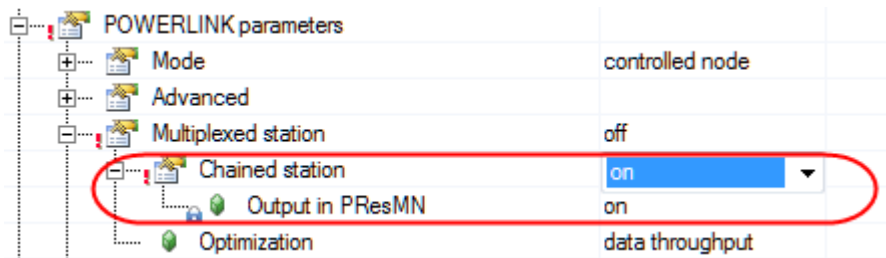 POWERLINK parameters
Mode controlled node
Advanced
Multiplexed station off
Chained station on
Output in PResMN on
Optimization data throughput